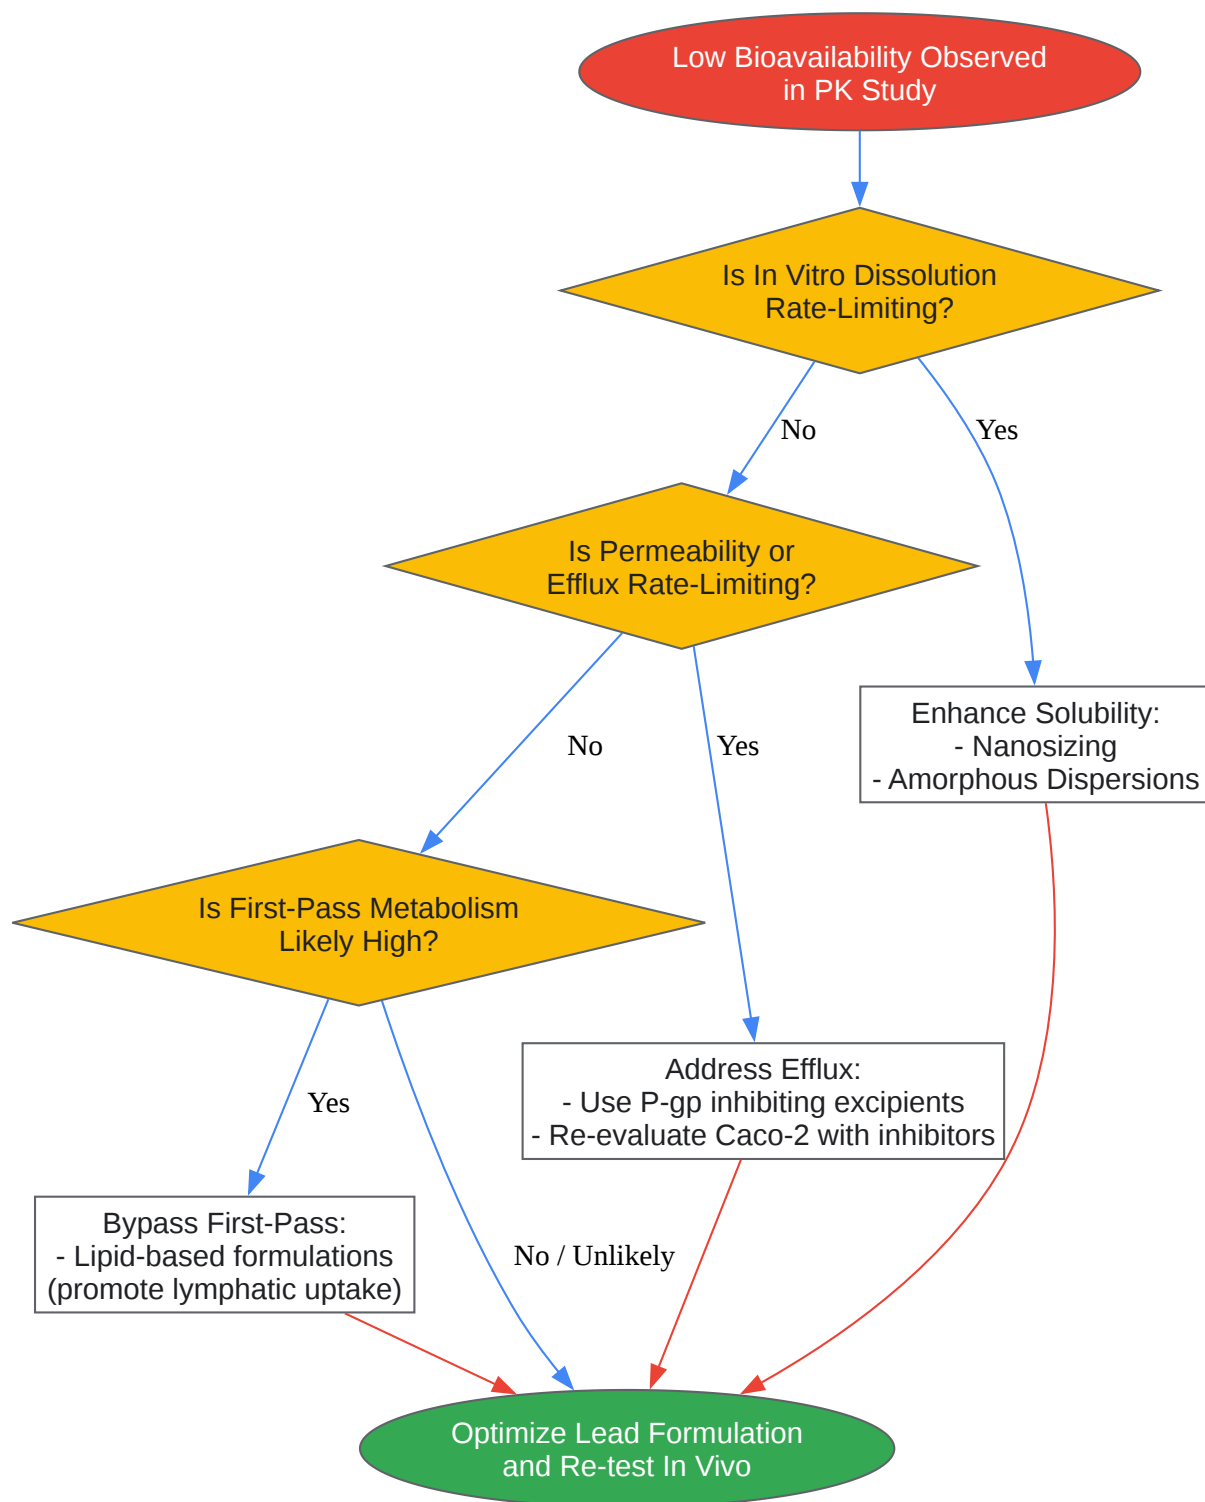 Low Bioavailability Observed
in PK Study
Is In Vitro Dissolution
Rate-Limiting?
No
Yes
Is Permeability or
Efflux Rate-Limiting?
Enhance Solubility:
- Nanosizing
- Amorphous Dispersions
No
Yes
Is First-Pass Metabolism
Likely High?
Address Efflux:
- Use P-gp inhibiting excipients
- Re-evaluate Caco-2 with inhibitors
Yes
Bypass First-Pass:
- Lipid-based formulations
(promote lymphatic uptake)
No / Unlikely
Optimize Lead Formulation
and Re-test In Vivo